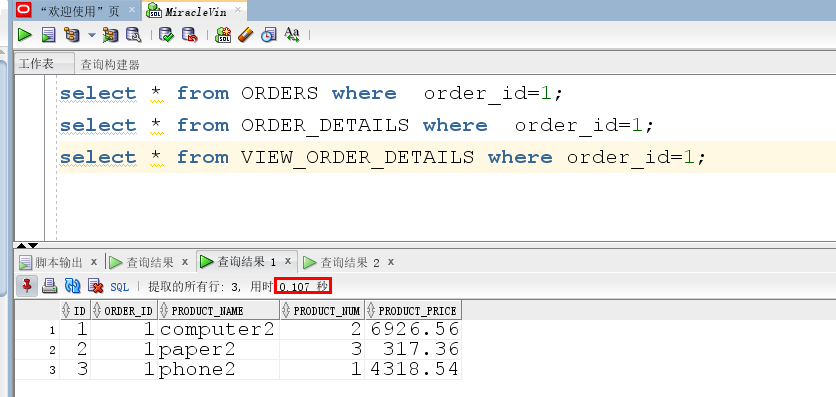 “欢迎使用”页 × MiracleVin ×
工作表 查询构建器
select * from ORDERS where order_id=1;
select * from ORDER_DETAILS where order_id=1;
select * from VIEW_ORDER_DETAILS where order_id=1;
脚本输出 × 查询结果 × 查询结果 1 × 查询结果 2 ×
SQL | 提取的所有行: 3, 用时 0.107 秒
ID ORDER_ID PRODUCT_NAME PRODUCT_NUM PRODUCT_PRICE
1 1 1 computer2 2 6926.56
2 2 1 paper2 3 317.36
3 3 1 phone2 1 4318.54